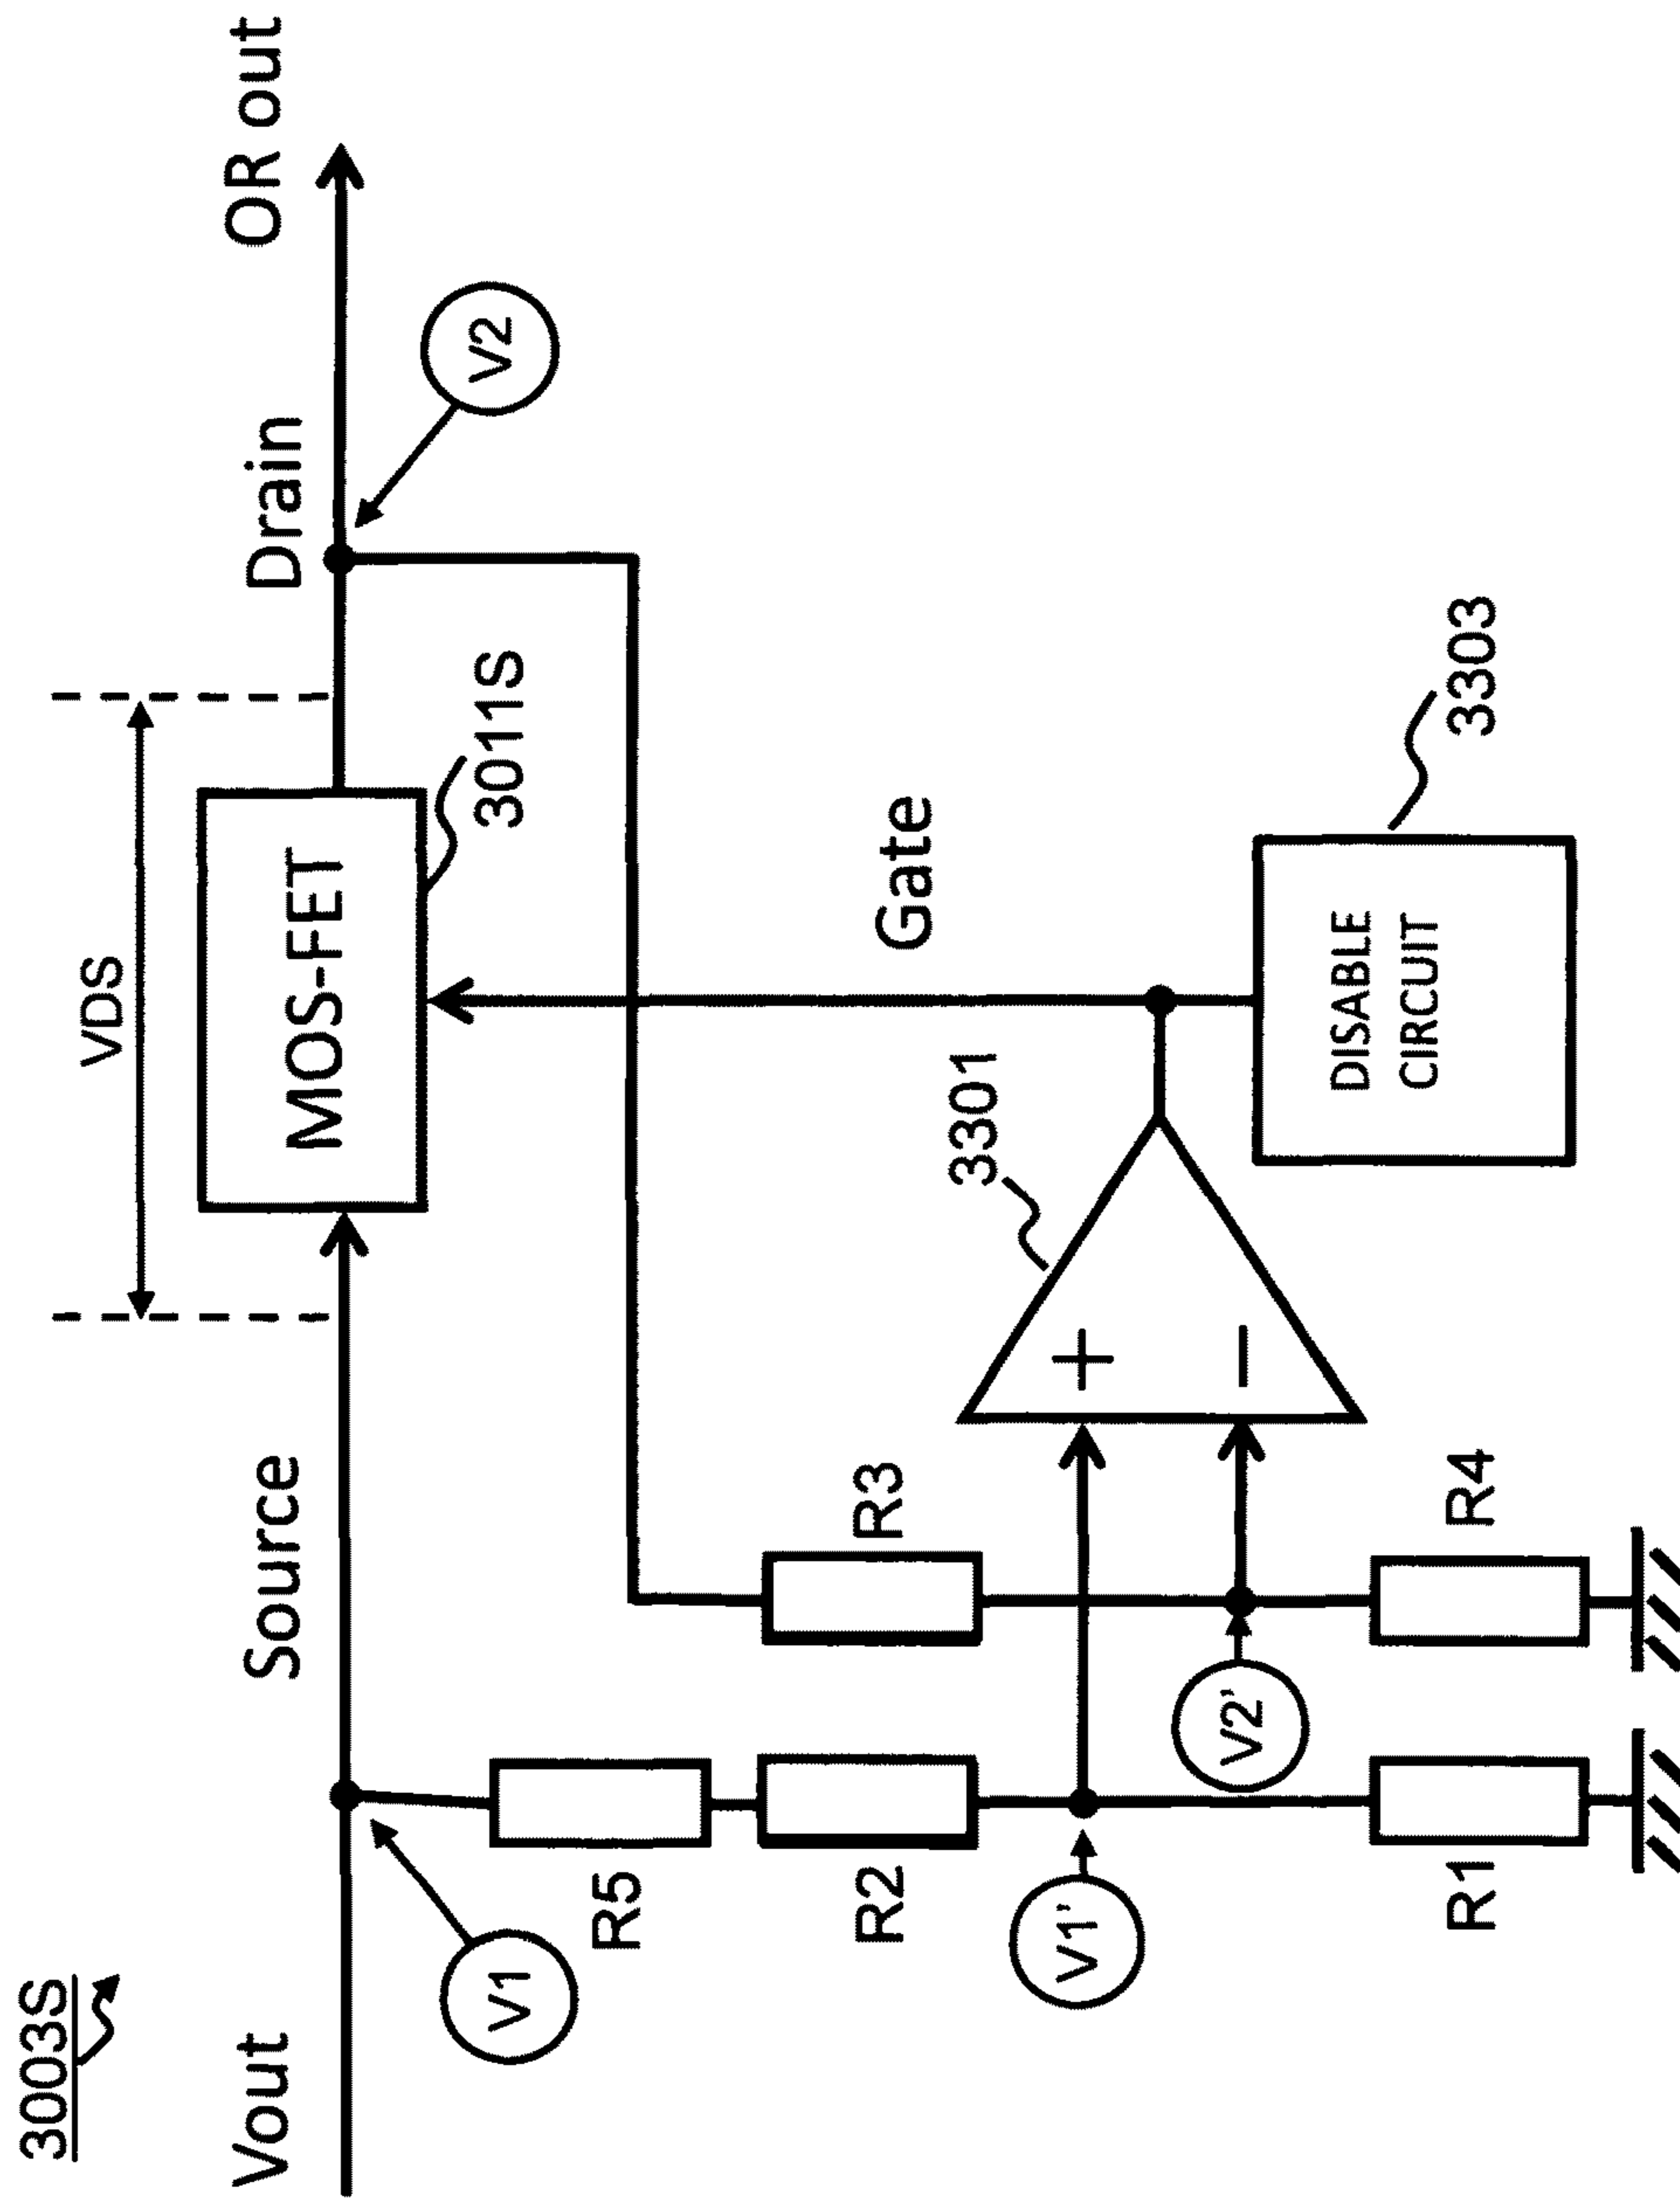 3003S
VDS
Vout
Source
Drain
OR out
MOS-FET
V1
V2
3011S
R5
R2
R3
Gate
3301
V1'
+
V2'
−
DISABLE
CIRCUIT
3303
R1
R4